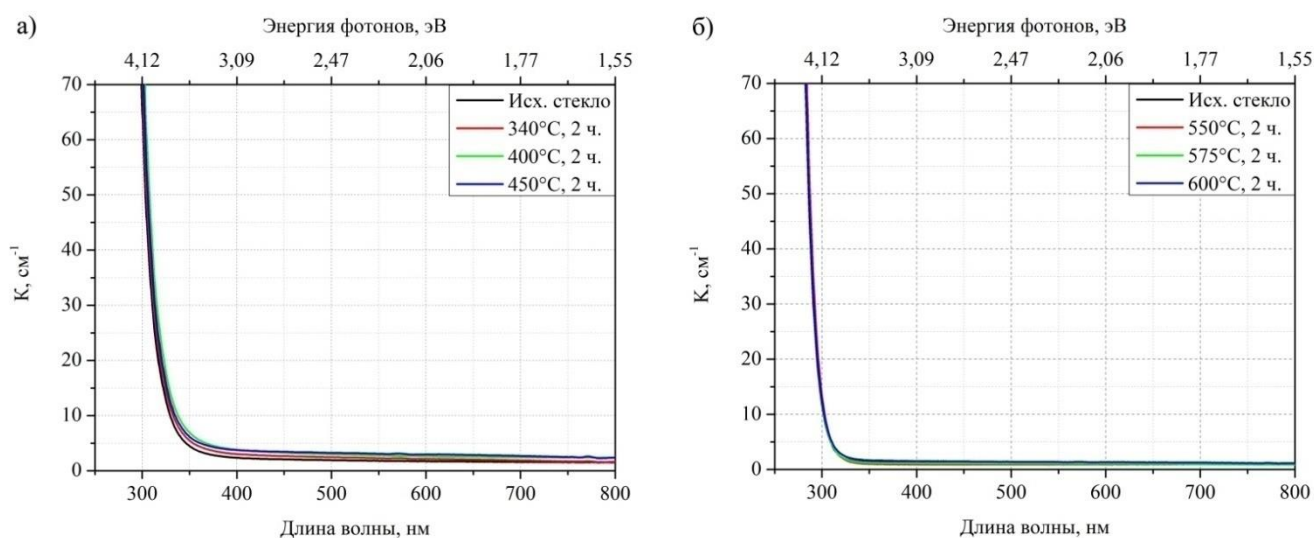 а)
Энергия фотонов, эВ
4,12 3,09 2,47 2,06 1,77 1,55
70
60
50
40
30
20
10
0
К, см⁻¹
Исх. стекло
340°C, 2 ч.
400°C, 2 ч.
450°C, 2 ч.
300 400 500 600 700 800
Длина волны, нм
б)
Энергия фотонов, эВ
4,12 3,09 2,47 2,06 1,77 1,55
70
60
50
40
30
20
10
0
К, см⁻¹
Исх. стекло
550°C, 2 ч.
575°C, 2 ч.
600°C, 2 ч.
300 400 500 600 700 800
Длина волны, нм